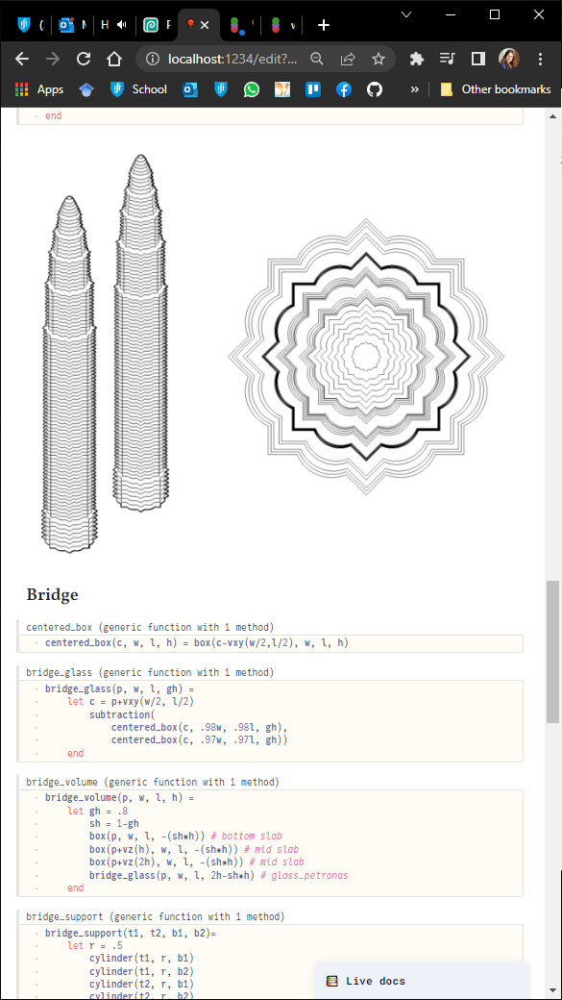 (
M
H
F
localhost:1234/edit?...
Apps
School
»
Other bookmarks
end
Bridge
centered_box (generic function with 1 method)
centered_box(c, w, l, h) = box(c-vxy(w/2,l/2), w, l, h)
bridge_glass (generic function with 1 method)
bridge_glass(p, w, l, gh) =
let c = p+vxy(w/2, l/2)
subtraction(
centered_box(c, .98w, .98l, gh),
centered_box(c, .97w, .97l, gh))
end
bridge_volume (generic function with 1 method)
bridge_volume(p, w, l, h) =
let gh = .8
sh = 1-gh
box(p, w, l, -(sh*h)) # bottom slab
box(p+vz(h), w, l, -(sh*h)) # mid slab
box(p+vz(2h), w, l, -(sh*h)) # mid slab
bridge_glass(p, w, l, 2h-sh*h) # glass_petronas
end
bridge_support (generic function with 1 method)
bridge_support(t1, t2, b1, b2)=
let r = .5
cylinder(t1, r, b1)
cylinder(t1, r, b2)
cylinder(t2, r, b1)
cylinder(t2, r, b2)
Live docs